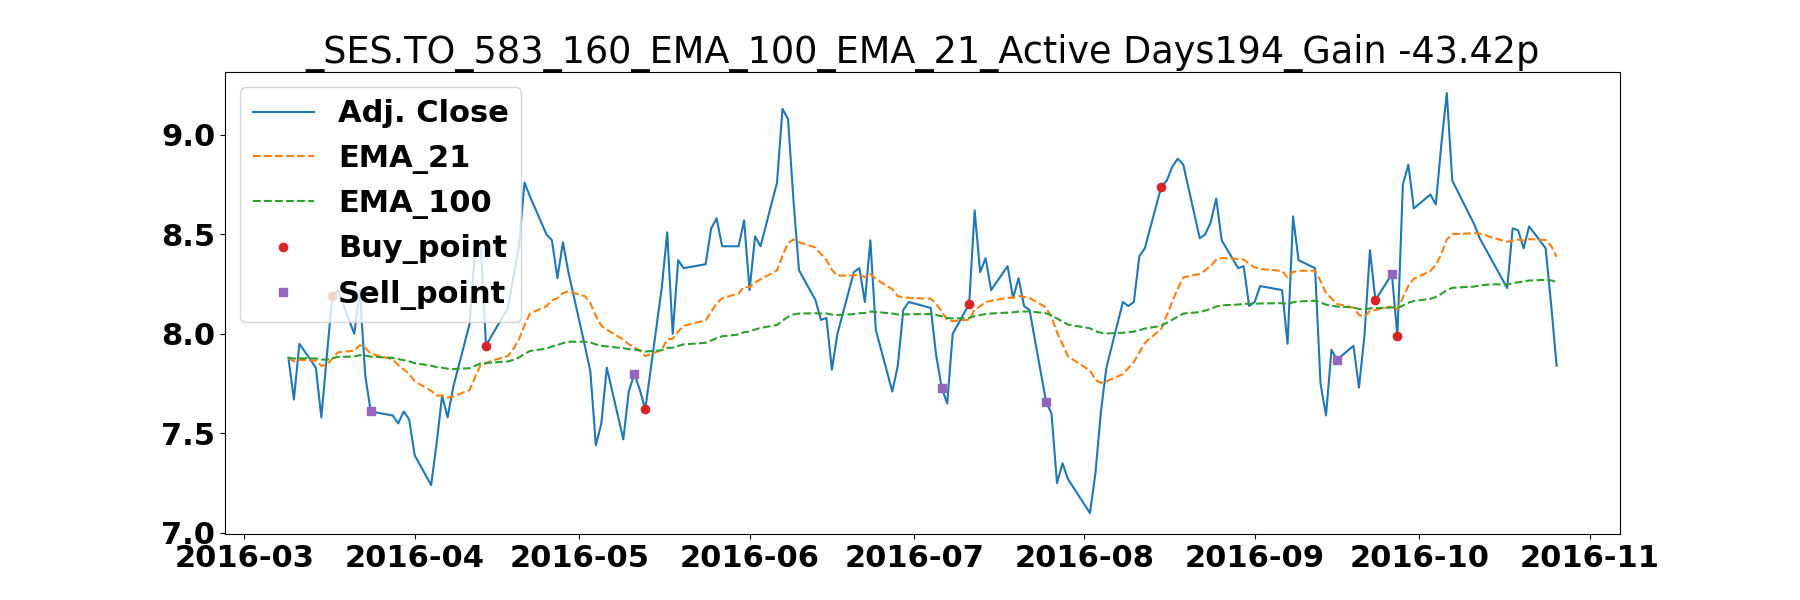 _SES.TO_583_160_EMA_100_EMA_21_Active Days194_Gain -43.42p
Adj. Close
EMA_21
EMA_100
Buy_point
Sell_point
9.0
8.5
8.0
7.5
7.0
2016-03 2016-04 2016-05 2016-06 2016-07 2016-08 2016-09 2016-10 2016-11